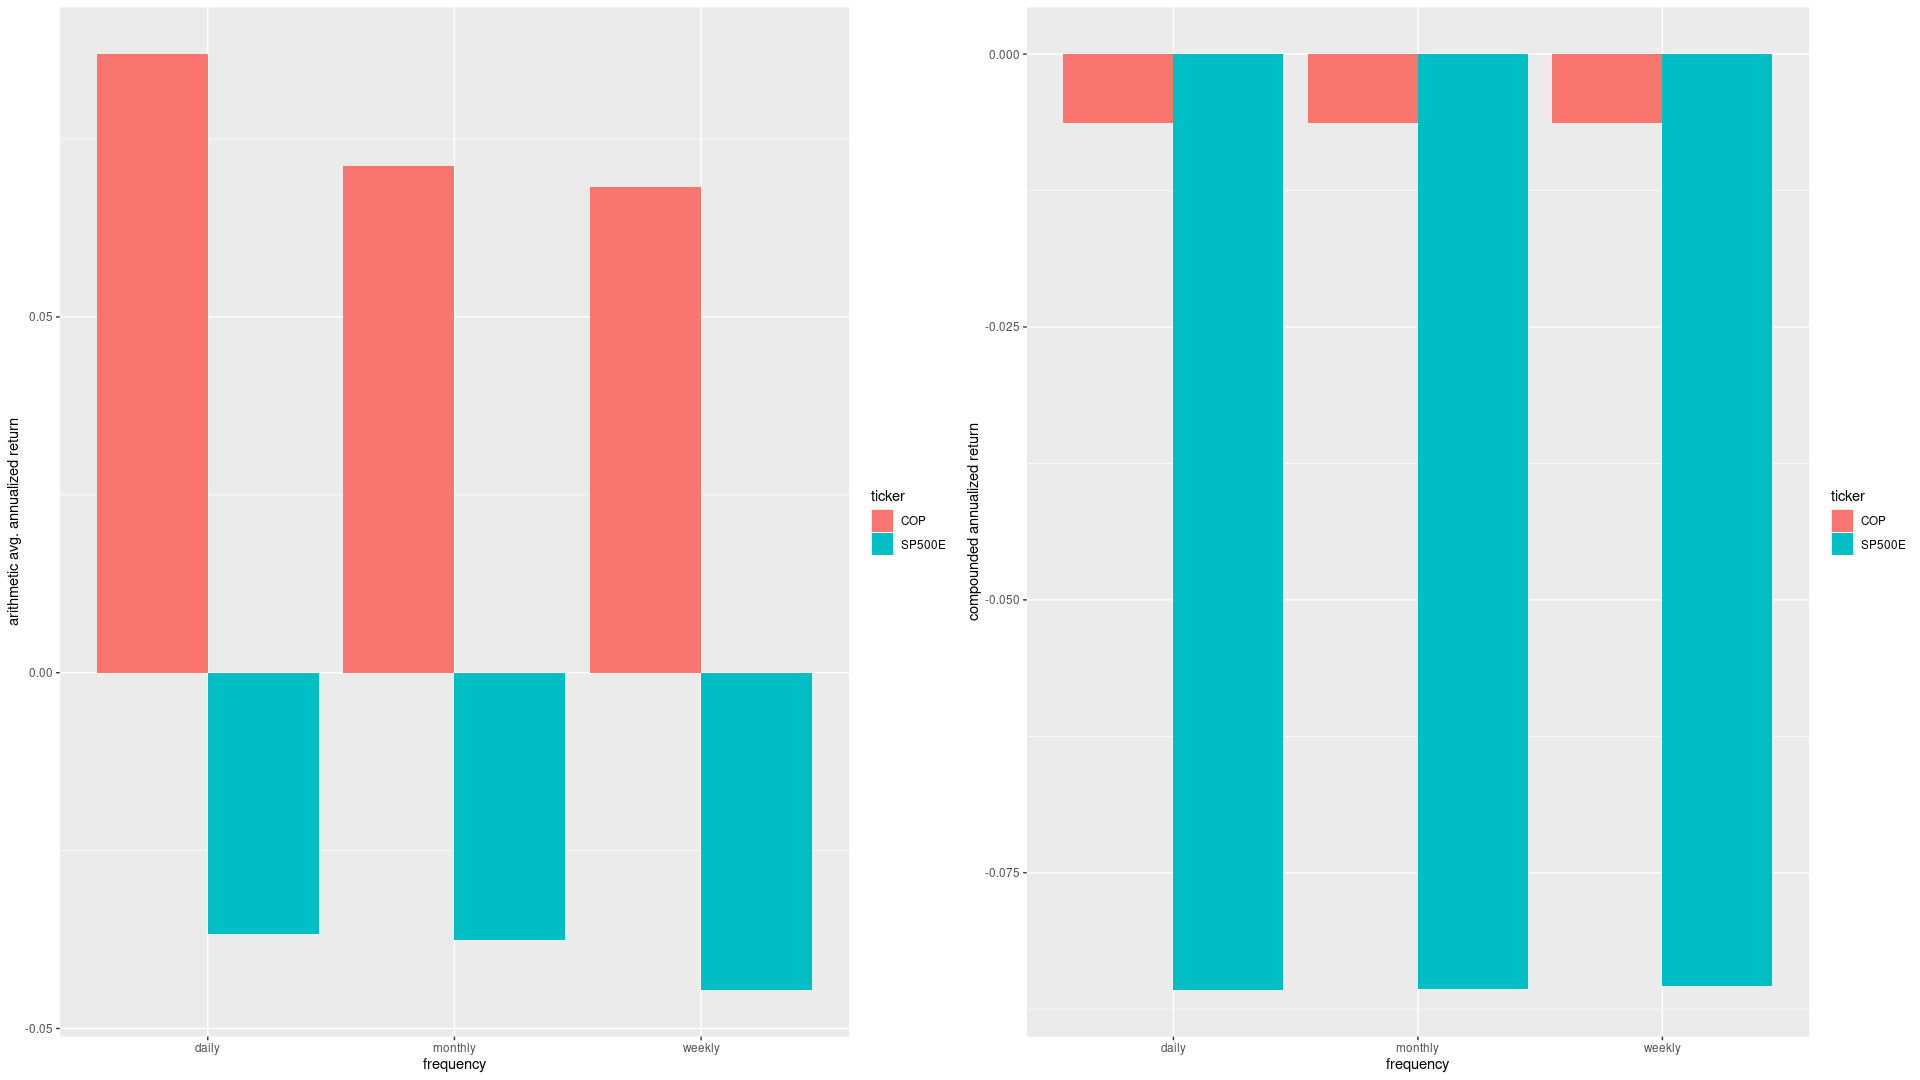 arithmetic avg. annualized return
0.05
0.00
-0.05
daily
monthly
weekly
frequency
ticker
COP
SP500E
compounded annualized return
0.000
-0.025
-0.050
-0.075
daily
monthly
weekly
frequency
ticker
COP
SP500E